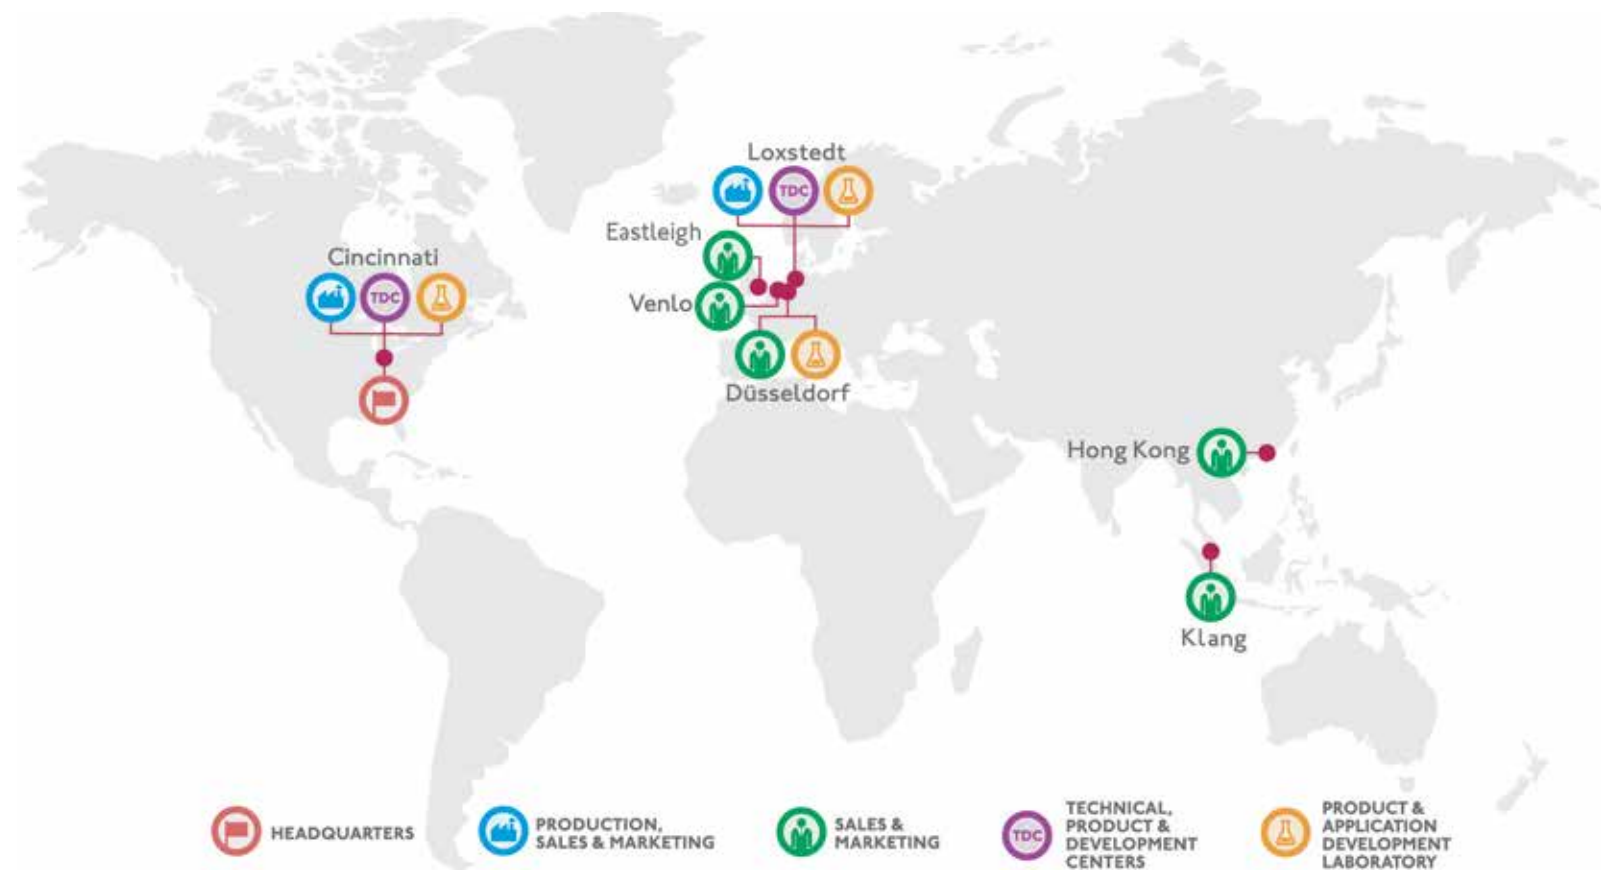 Loxstedt
TDC
Eastleigh
Cincinnati
TDC
Venlo
Düsseldorf
Hong Kong
Klang
HEADQUARTERS
PRODUCTION,
SALES & MARKETING
SALES &
MARKETING
TDC
TECHNICAL,
PRODUCT &
DEVELOPMENT
CENTERS
PRODUCT &
APPLICATION
DEVELOPMENT
LABORATORY